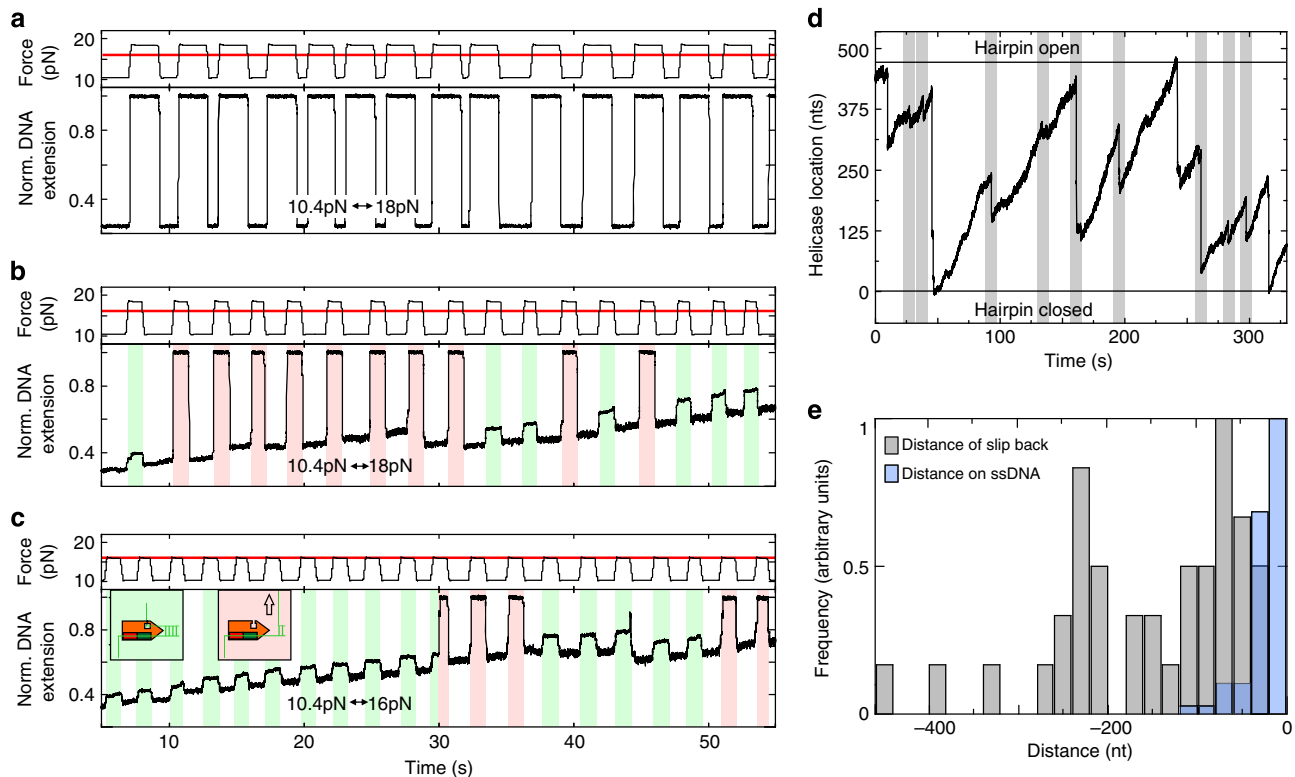 a
Force (pN)
20
10
Norm. DNA extension
0.8
0.4
10.4pN ↔ 18pN
b
Force (pN)
20
10
Norm. DNA extension
0.8
0.4
10.4pN ↔ 18pN
c
Force (pN)
20
10
Norm. DNA extension
0.8
0.4
10.4pN ↔ 16pN
10 20 30 40 50
Time (s)
d
Helicase location (nts)
500
375
250
125
0
Hairpin open
Hairpin closed
0 100 200 300
Time (s)
e
Frequency (arbitrary units)
1
0.5
0
Distance of slip back
Distance on ssDNA
−400 −200 0
Distance (nt)